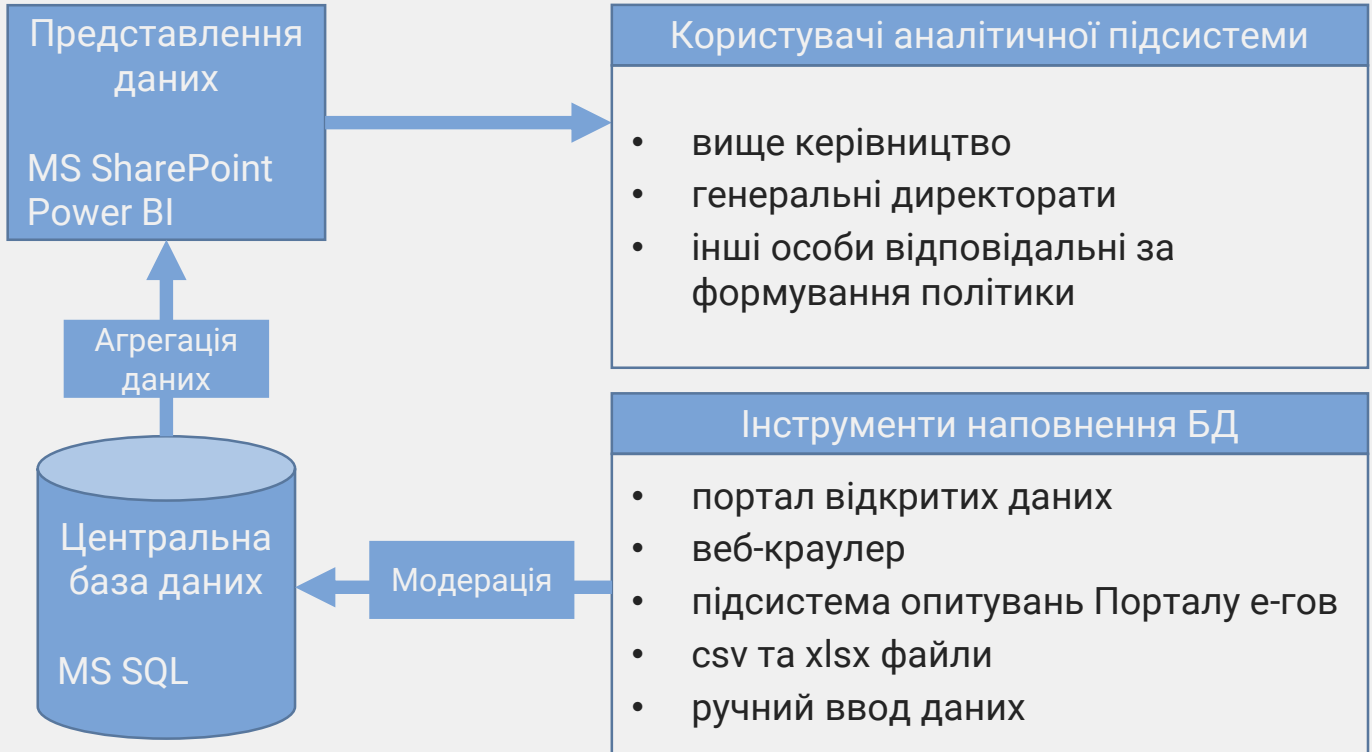 Представлення
даних
MS SharePoint
Power BI
Користувачі аналітичної підсистеми
• вище керівництво
• генеральні директорати
• інші особи відповідальні за
формування політики
Агрегація
даних
Центральна
база даних
MS SQL
Модерація
Інструменти наповнення БД
• портал відкритих даних
• веб-краулер
• підсистема опитувань Порталу е-гов
• csv та xlsx файли
• ручний ввод даних